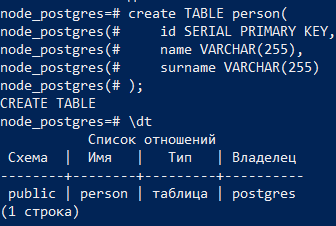 node_postgres=# create TABLE person(
node_postgres(#     id SERIAL PRIMARY KEY,
node_postgres(#     name VARCHAR(255),
node_postgres(#     surname VARCHAR(255)
node_postgres(# );
CREATE TABLE
node_postgres=# \dt
Список отношений
Схема | Имя | Тип | Владелец
--------+--------+---------+----------
public | person | таблица | postgres
(1 строка)